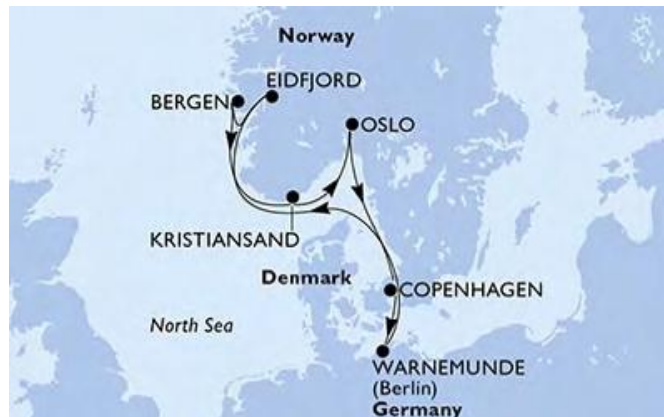 Norway
EIDFJORD
BERGEN
OSLO
KRISTIANSAND
Denmark
COPENHAGEN
North Sea
WARNEMUNDE
(Berlin)
Germany